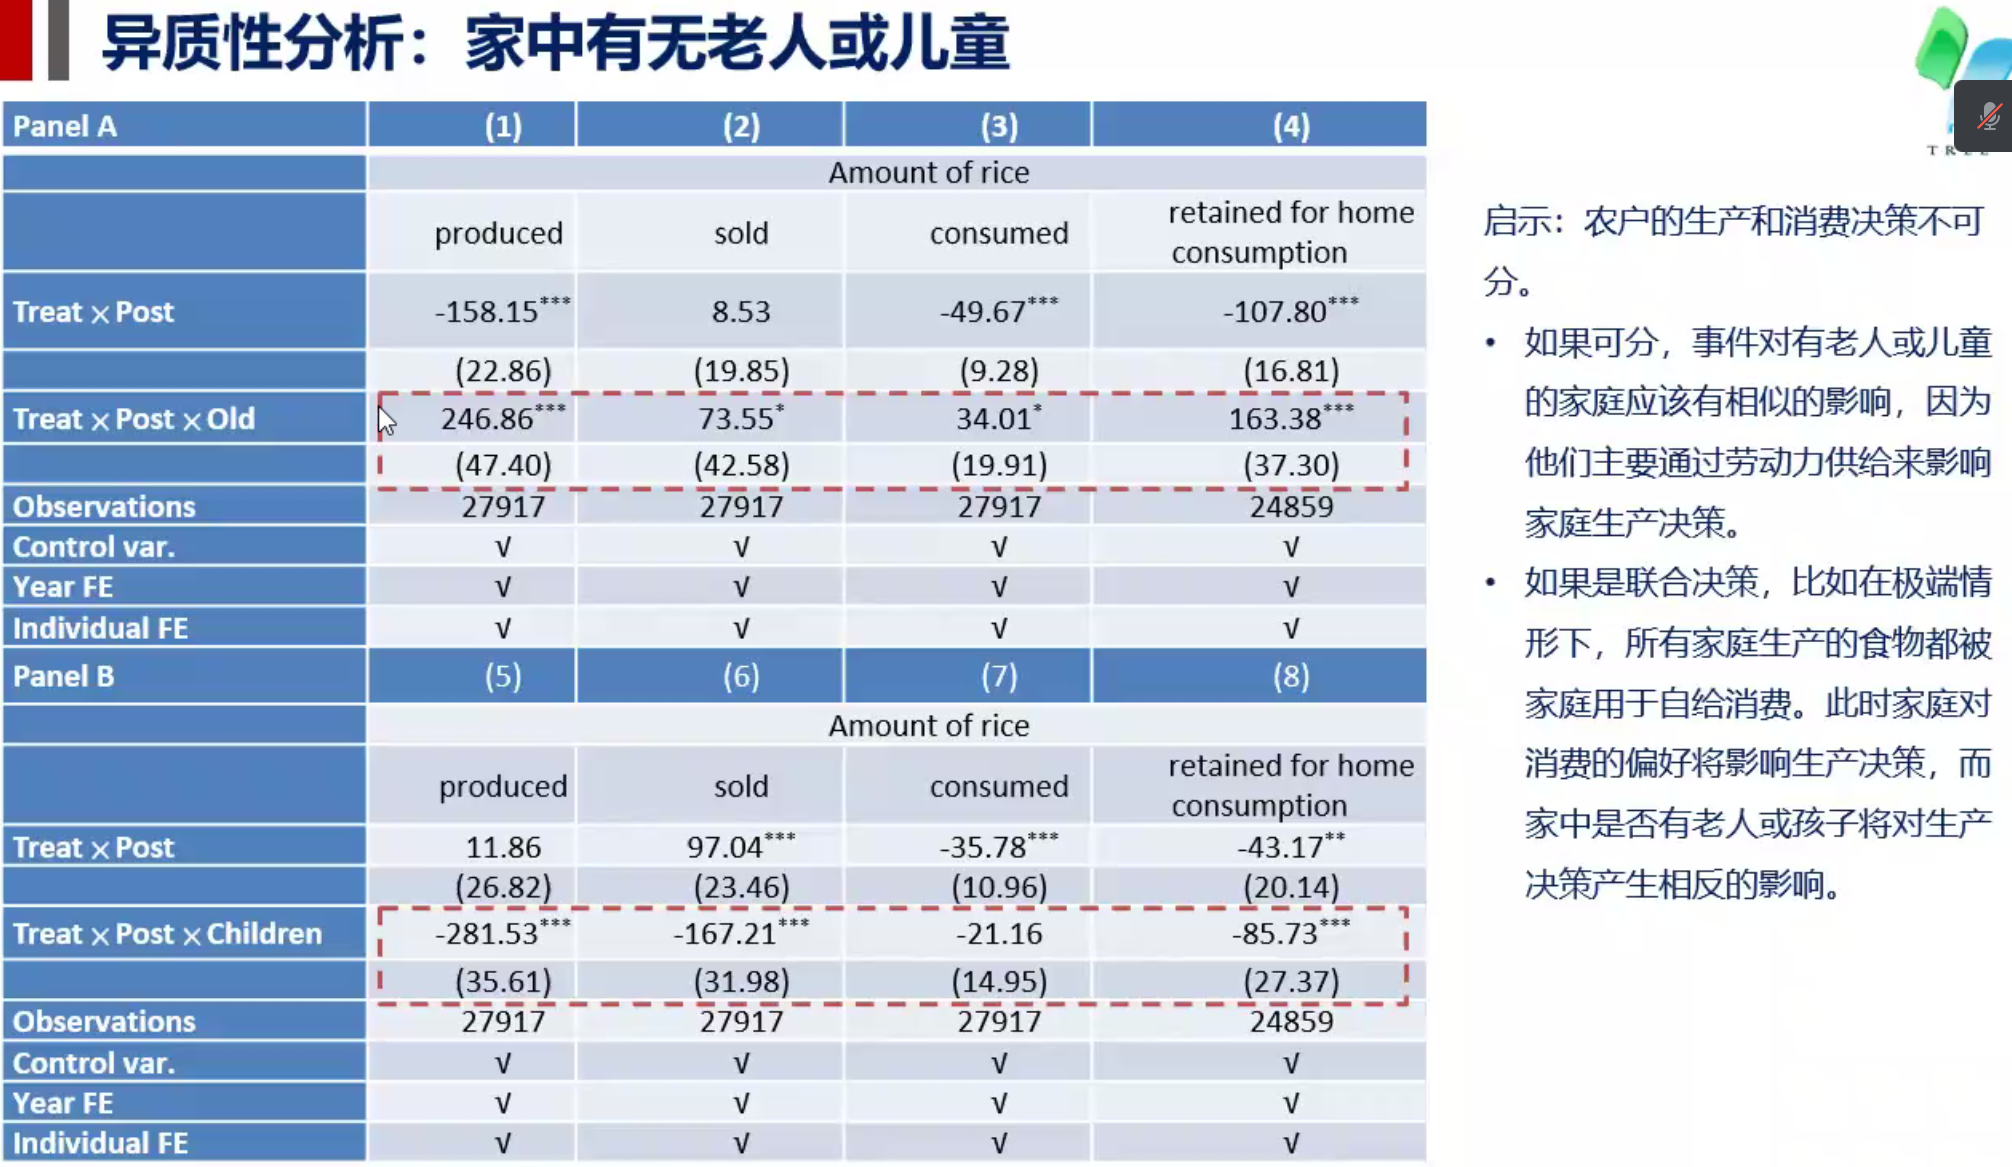 异质性分析：家中有无老人或儿童
TR
Panel A (1) (2) (3) (4)
Amount of rice
produced sold consumed retained for home consumption
Treat × Post -158.15*** 8.53 -49.67*** -107.80***
(22.86) (19.85) (9.28) (16.81)
Treat × Post × Old 246.86*** 73.55* 34.01* 163.38***
(47.40) (42.58) (19.91) (37.30)
Observations 27917 27917 27917 24859
Control var. √ √ √ √
Year FE √ √ √ √
Individual FE √ √ √ √
Panel B (5) (6) (7) (8)
Amount of rice
produced sold consumed retained for home consumption
Treat × Post 11.86 97.04*** -35.78*** -43.17**
(26.82) (23.46) (10.96) (20.14)
Treat × Post × Children -281.53*** -167.21*** -21.16 -85.73***
(35.61) (31.98) (14.95) (27.37)
Observations 27917 27917 27917 24859
Control var. √ √ √ √
Year FE √ √ √ √
Individual FE √ √ √ √
启示：农户的生产和消费决策不可
分。
• 如果可分，事件对有老人或儿童
的家庭应该有相似的影响，因为
他们主要通过劳动力供给来影响
家庭生产决策。
• 如果是联合决策，比如在极端情
形下，所有家庭生产的食物都被
家庭用于自给消费。此时家庭对
消费的偏好将影响生产决策，而
家中是否有老人或孩子将对生产
决策产生相反的影响。